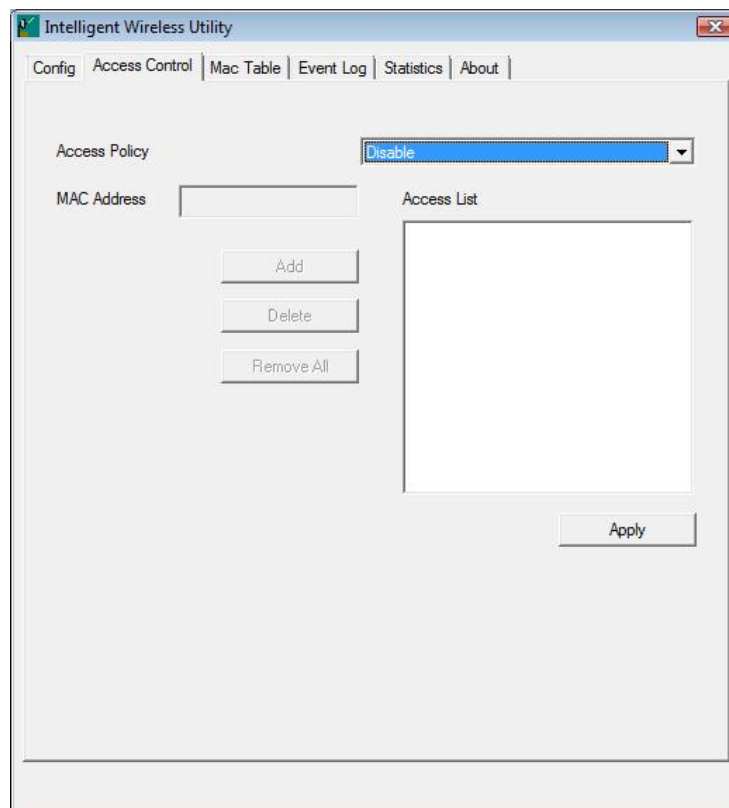 Intelligent Wireless Utility
Config Access Control Mac Table Event Log Statistics About
Access Policy Disable
MAC Address Access List
Add
Delete
Remove All
Apply